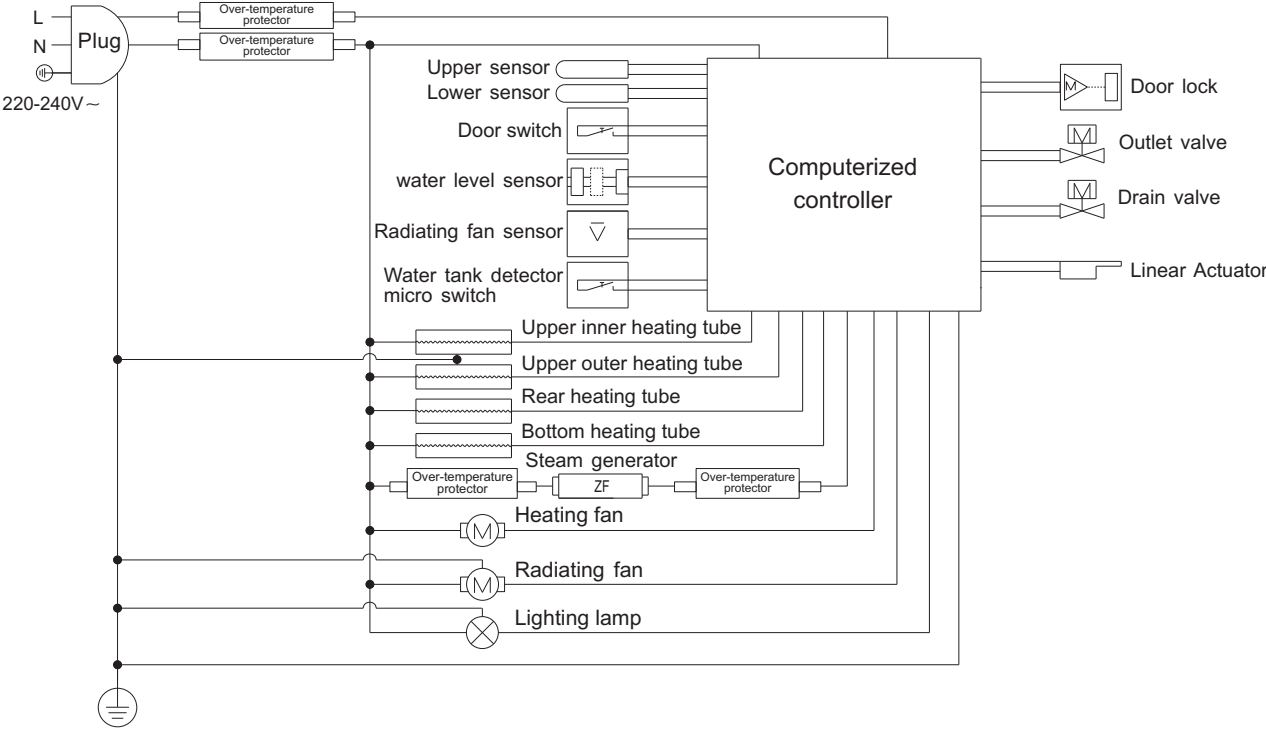 L
Over-temperature
protector
N
Plug
Over-temperature
protector
220-240V~
Upper sensor
Lower sensor
Door switch
water level sensor
Radiating fan sensor
Water tank detector
micro switch
Computerized
controller
M
Door lock
M
Outlet valve
M
Drain valve
Linear Actuator
Upper inner heating tube
Upper outer heating tube
Rear heating tube
Bottom heating tube
Steam generator
Over-temperature
protector
ZF
Over-temperature
protector
Heating fan
M
Radiating fan
M
Lighting lamp